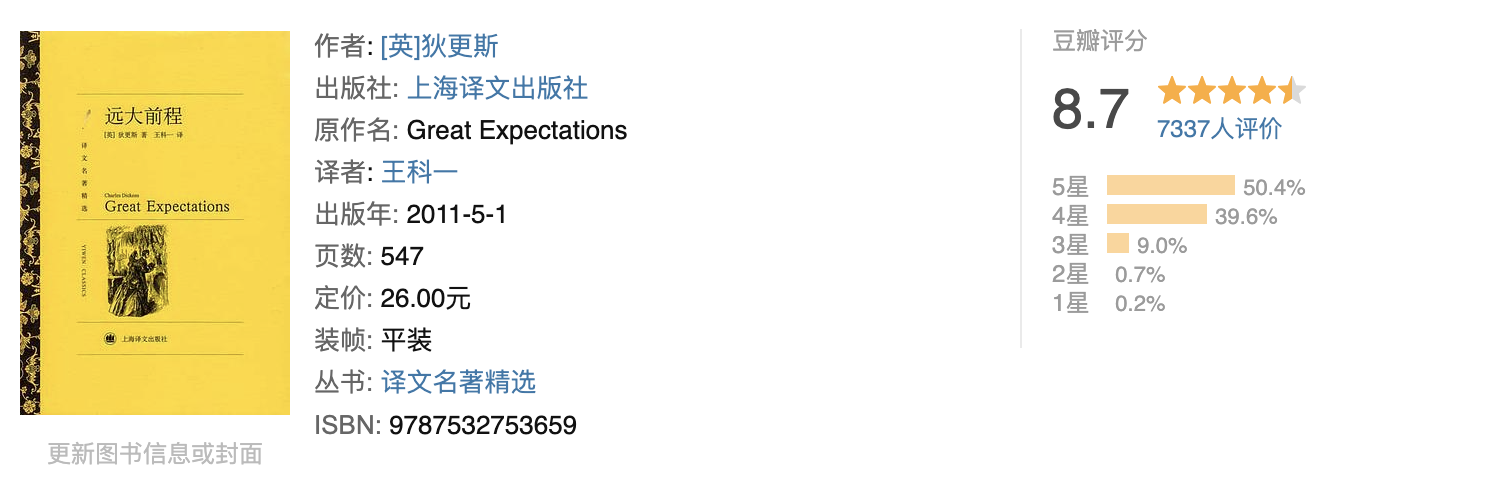 远大前程
[英] 狄更斯 著 王科一 译
译文名著精选
Charles Dickens
Great Expectations
YIWEN CLASSICS
上海译文出版社
更新图书信息或封面
作者: [英]狄更斯
出版社: 上海译文出版社
原作名: Great Expectations
译者: 王科一
出版年: 2011-5-1
页数: 547
定价: 26.00元
装帧: 平装
丛书: 译文名著精选
ISBN: 9787532753659
豆瓣评分
8.7
7337人评价
5星 50.4%
4星 39.6%
3星 9.0%
2星 0.7%
1星 0.2%